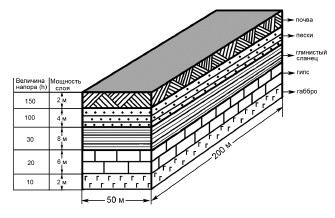 почва
пески
глинистый
сланец
гипс
габбро
Величина
напора (h)
Мощность
слоя
150
2 м
100
4 м
30
8 м
20
6 м
10
2 м
50 м
200 м